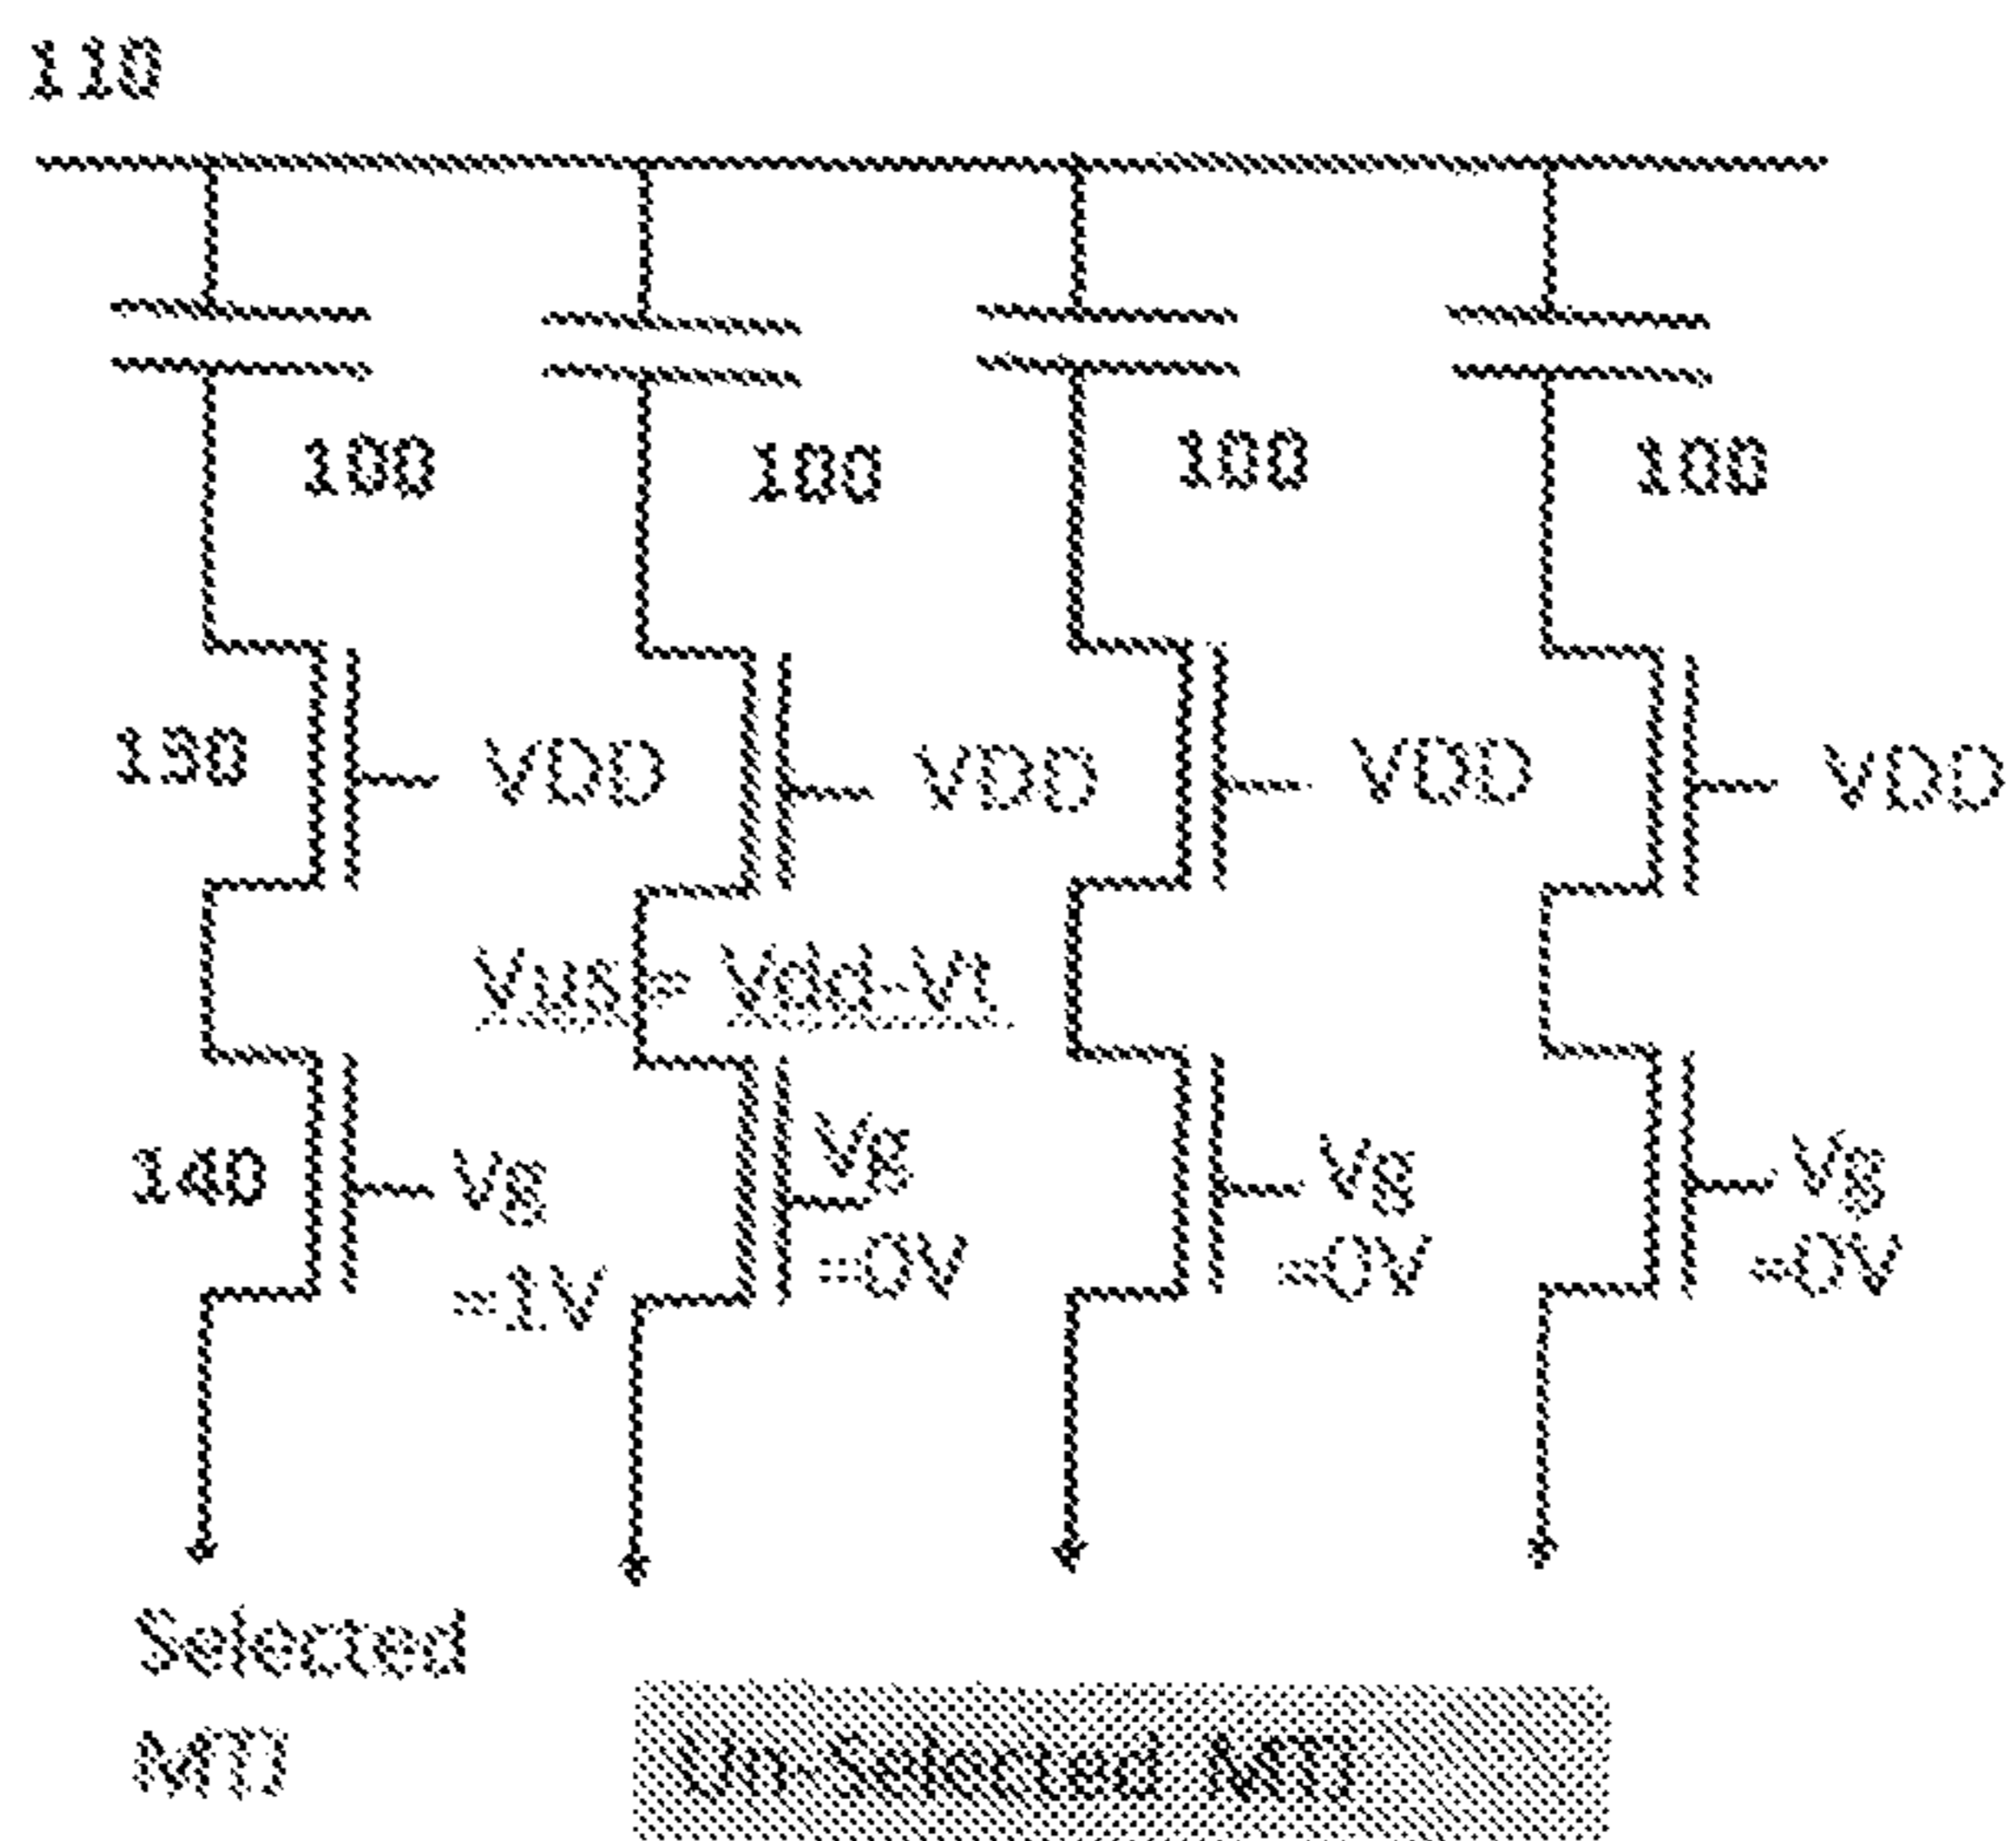 110
100 100 100 100
130 VDD VDD VDD VDD
Vus = Vdd-Vt
140 Vg =1V
Vg =0V
Vg =0V
Vg =0V
Selected
MTJ
Un-Selected MTJ